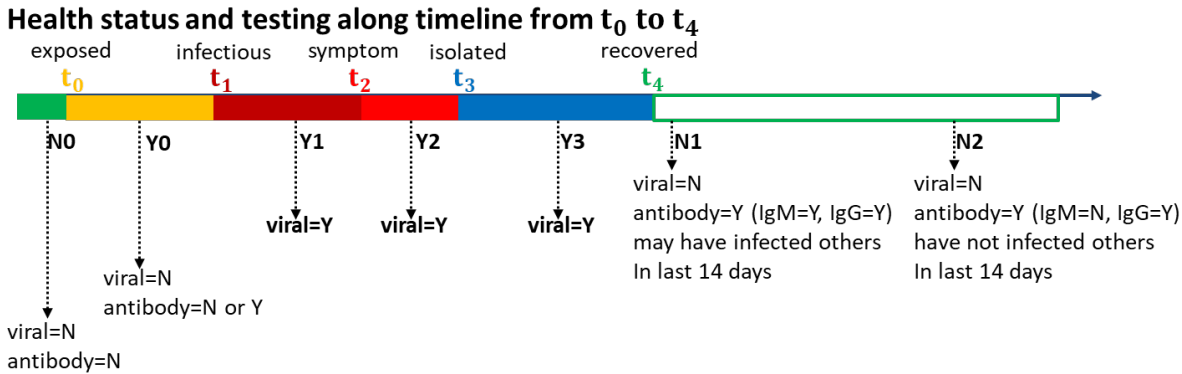 Health status and testing along timeline from t₀ to t₄
exposed infectious symptom isolated recovered
t₀ t₁ t₂ t₃ t₄
N0 Y0 Y1 Y2 Y3 N1 N2
viral=Y viral=Y viral=Y
viral=N
antibody=Y (IgM=Y, IgG=Y)
may have infected others
In last 14 days
viral=N
antibody=Y (IgM=N, IgG=Y)
have not infected others
In last 14 days
viral=N
antibody=N or Y
viral=N
antibody=N